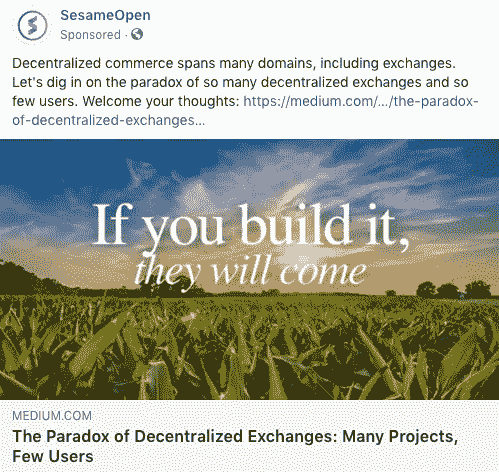 SesameOpen
Sponsored ·
Decentralized commerce spans many domains, including exchanges.
Let's dig in on the paradox of so many decentralized exchanges and so
few users. Welcome your thoughts: https://medium.com/.../the-paradox-
of-decentralized-exchanges...
If you build it,
they will come
MEDIUM.COM
The Paradox of Decentralized Exchanges: Many Projects,
Few Users